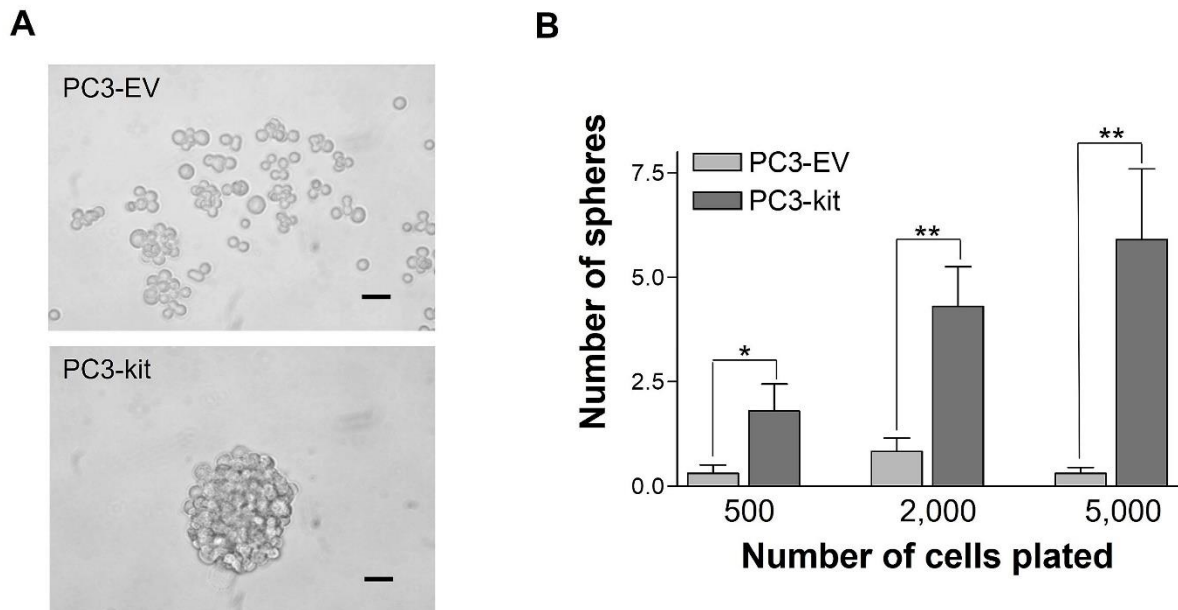 A
PC3-EV
PC3-kit
B
Number of spheres
7.5
5.0
2.5
0.0
PC3-EV
PC3-kit
*
**
**
500 2,000 5,000
Number of cells plated